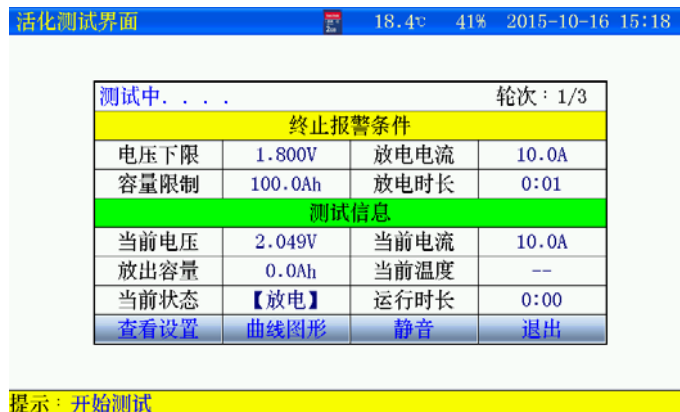 活化测试界面 18.4℃ 41% 2015-10-16 15:18
测试中. . . . 轮次：1/3
终止报警条件
电压下限 1.800V 放电电流 10.0A
容量限制 100.0Ah 放电时长 0:01
测试信息
当前电压 2.049V 当前电流 10.0A
放出容量 0.0Ah 当前温度 --
当前状态 【放电】 运行时长 0:00
查看设置 曲线图形 静音 退出
提示：开始测试